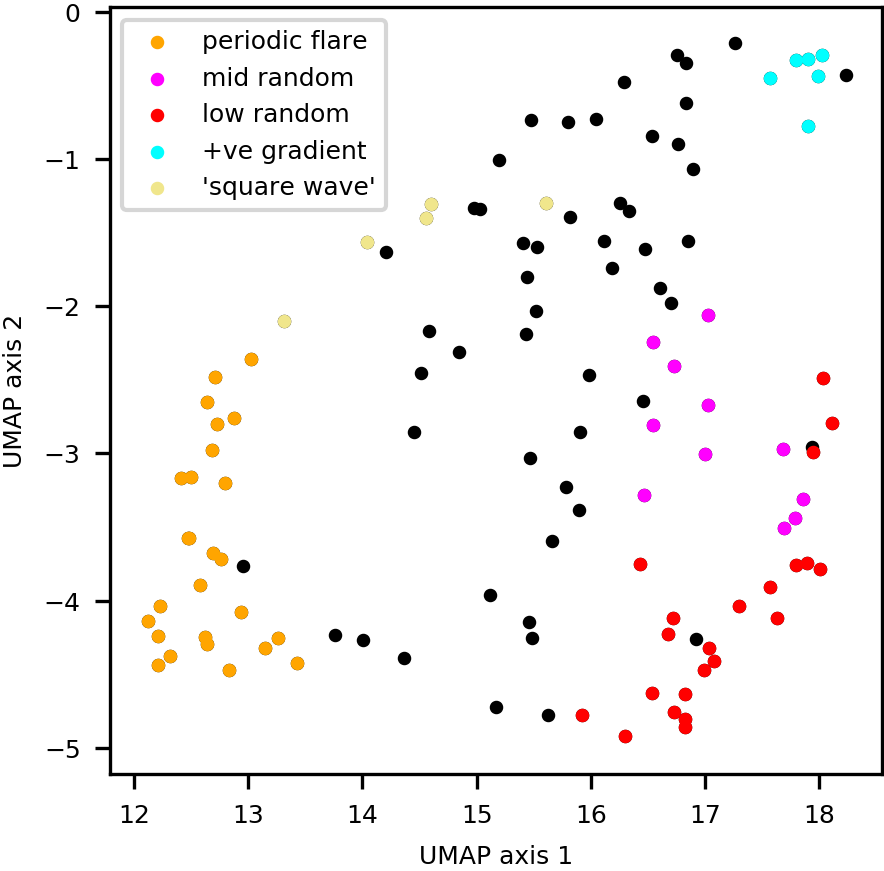 periodic flare
mid random
low random
+ve gradient
'square wave'
0
−1
−2
−3
−4
−5
UMAP axis 2
12 13 14 15 16 17 18
UMAP axis 1